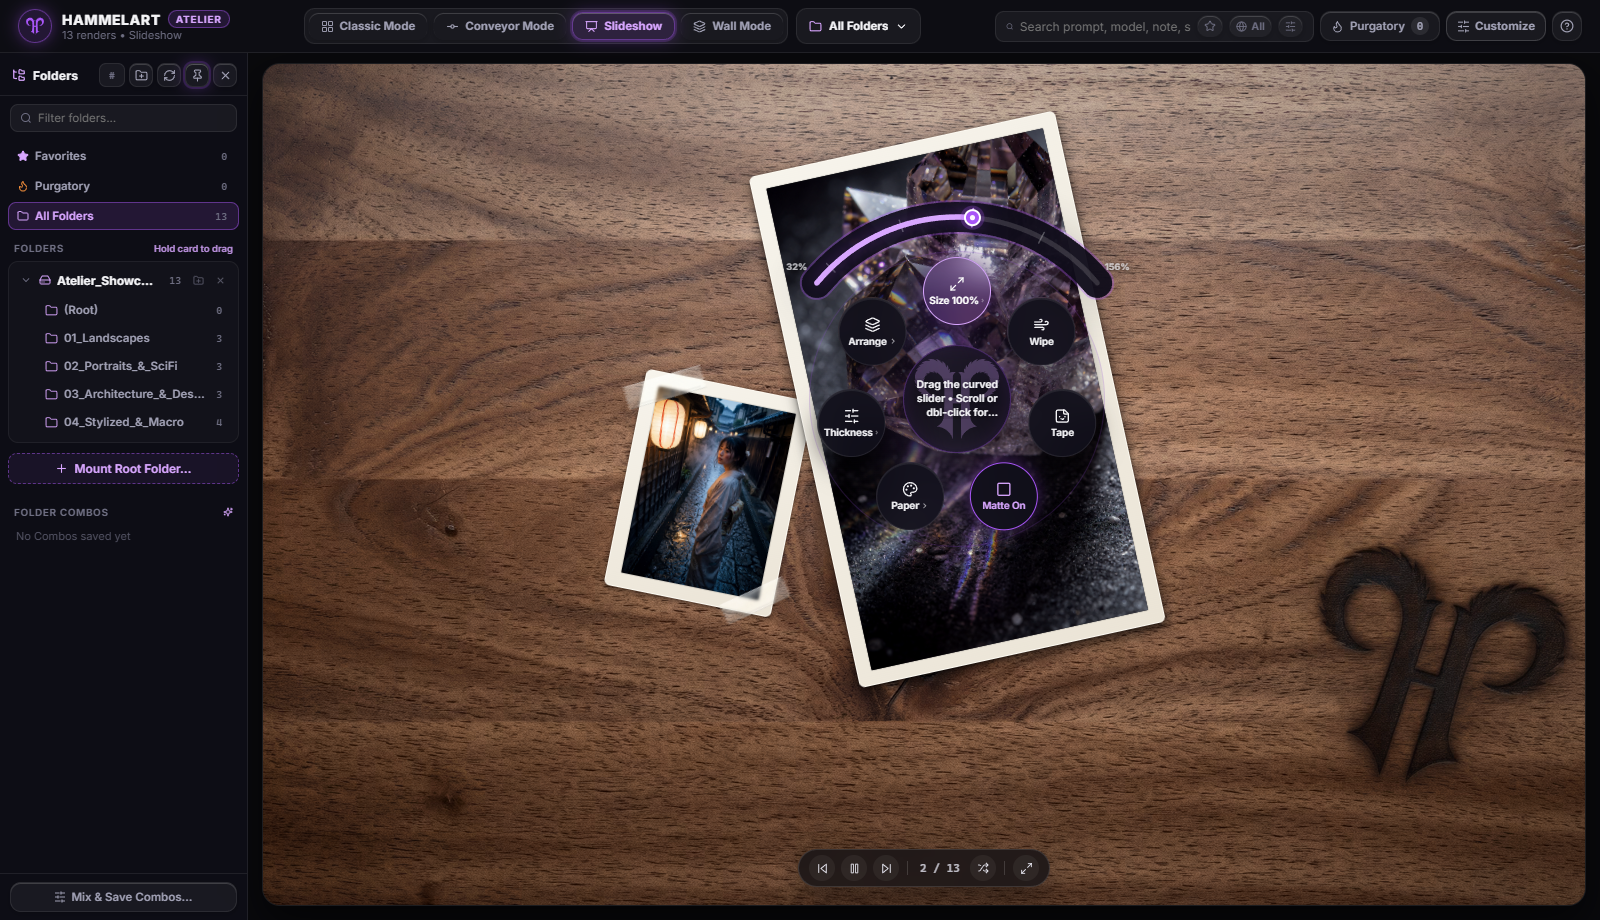 HAMMELART ATELIER
13 renders • Slideshow
Classic Mode
Conveyor Mode
Slideshow
Wall Mode
All Folders
Search prompt, model, note, s
All
Purgatory 0
Customize
Folders
#
Filter folders...
Favorites 0
Purgatory 0
All Folders 13
FOLDERS Hold card to drag
Atelier_Showc... 13
(Root) 0
01_Landscapes 3
02_Portraits_&_SciFi 3
03_Architecture_&_Des... 3
04_Stylized_&_Macro 4
+ Mount Root Folder...
FOLDER COMBOS
No Combos saved yet
Mix & Save Combos...
32%
156%
Size 100% ›
Arrange ›
Wipe
Drag the curved
slider • Scroll or
dbl-click for...
Thickness ›
Tape
Paper ›
Matte On
2 / 13